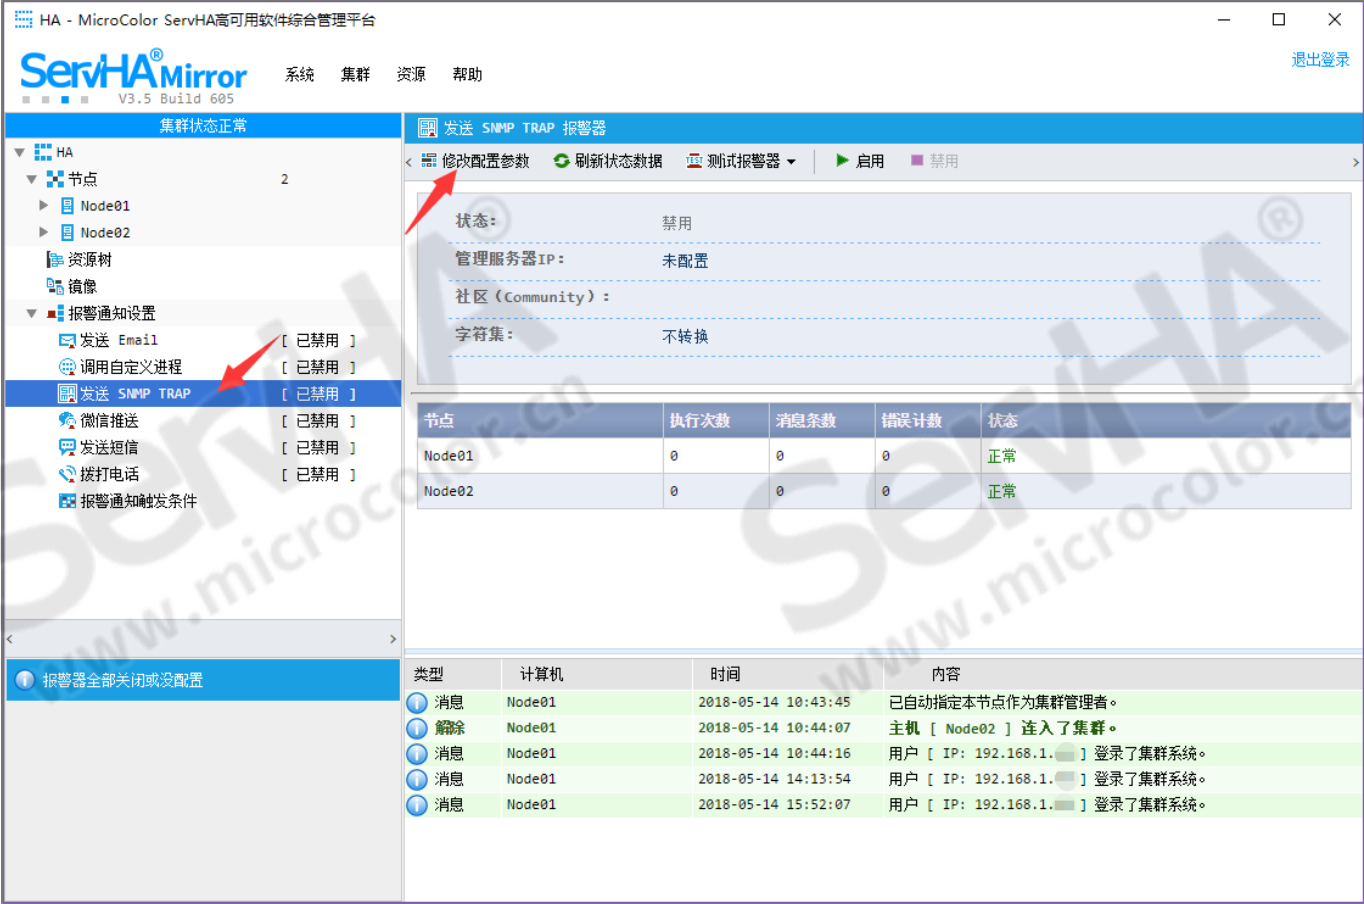 HA - MicroColor ServHA高可用软件综合管理平台
ServHA® Mirror
V3.5 Build 605
系统 集群 资源 帮助
退出登录
集群状态正常
HA
节点 2
Node01
Node02
资源树
镜像
报警通知设置
发送 Email [ 已禁用 ]
调用自定义进程 [ 已禁用 ]
发送 SNMP TRAP [ 已禁用 ]
微信推送 [ 已禁用 ]
发送短信 [ 已禁用 ]
拨打电话 [ 已禁用 ]
报警通知触发条件
报警器全部关闭或没配置
发送 SNMP TRAP 报警器
修改配置参数 刷新状态数据 TEST 测试报警器 启用 禁用
状态: 禁用
管理服务器IP: 未配置
社区（Community）:
字符集: 不转换
节点 执行次数 消息条数 错误计数 状态
Node01 0 0 0 正常
Node02 0 0 0 正常
类型 计算机 时间 内容
消息 Node01 2018-05-14 10:43:45 已自动指定本节点作为集群管理者。
解除 Node01 2018-05-14 10:44:07 主机 [ Node02 ] 连入了集群。
消息 Node01 2018-05-14 10:44:16 用户 [ IP: 192.168.1. ] 登录了集群系统。
消息 Node01 2018-05-14 14:13:54 用户 [ IP: 192.168.1. ] 登录了集群系统。
消息 Node01 2018-05-14 15:52:07 用户 [ IP: 192.168.1. ] 登录了集群系统。
ServHA®
www.microcolor.cn
ServHA®
www.microcolor.cn